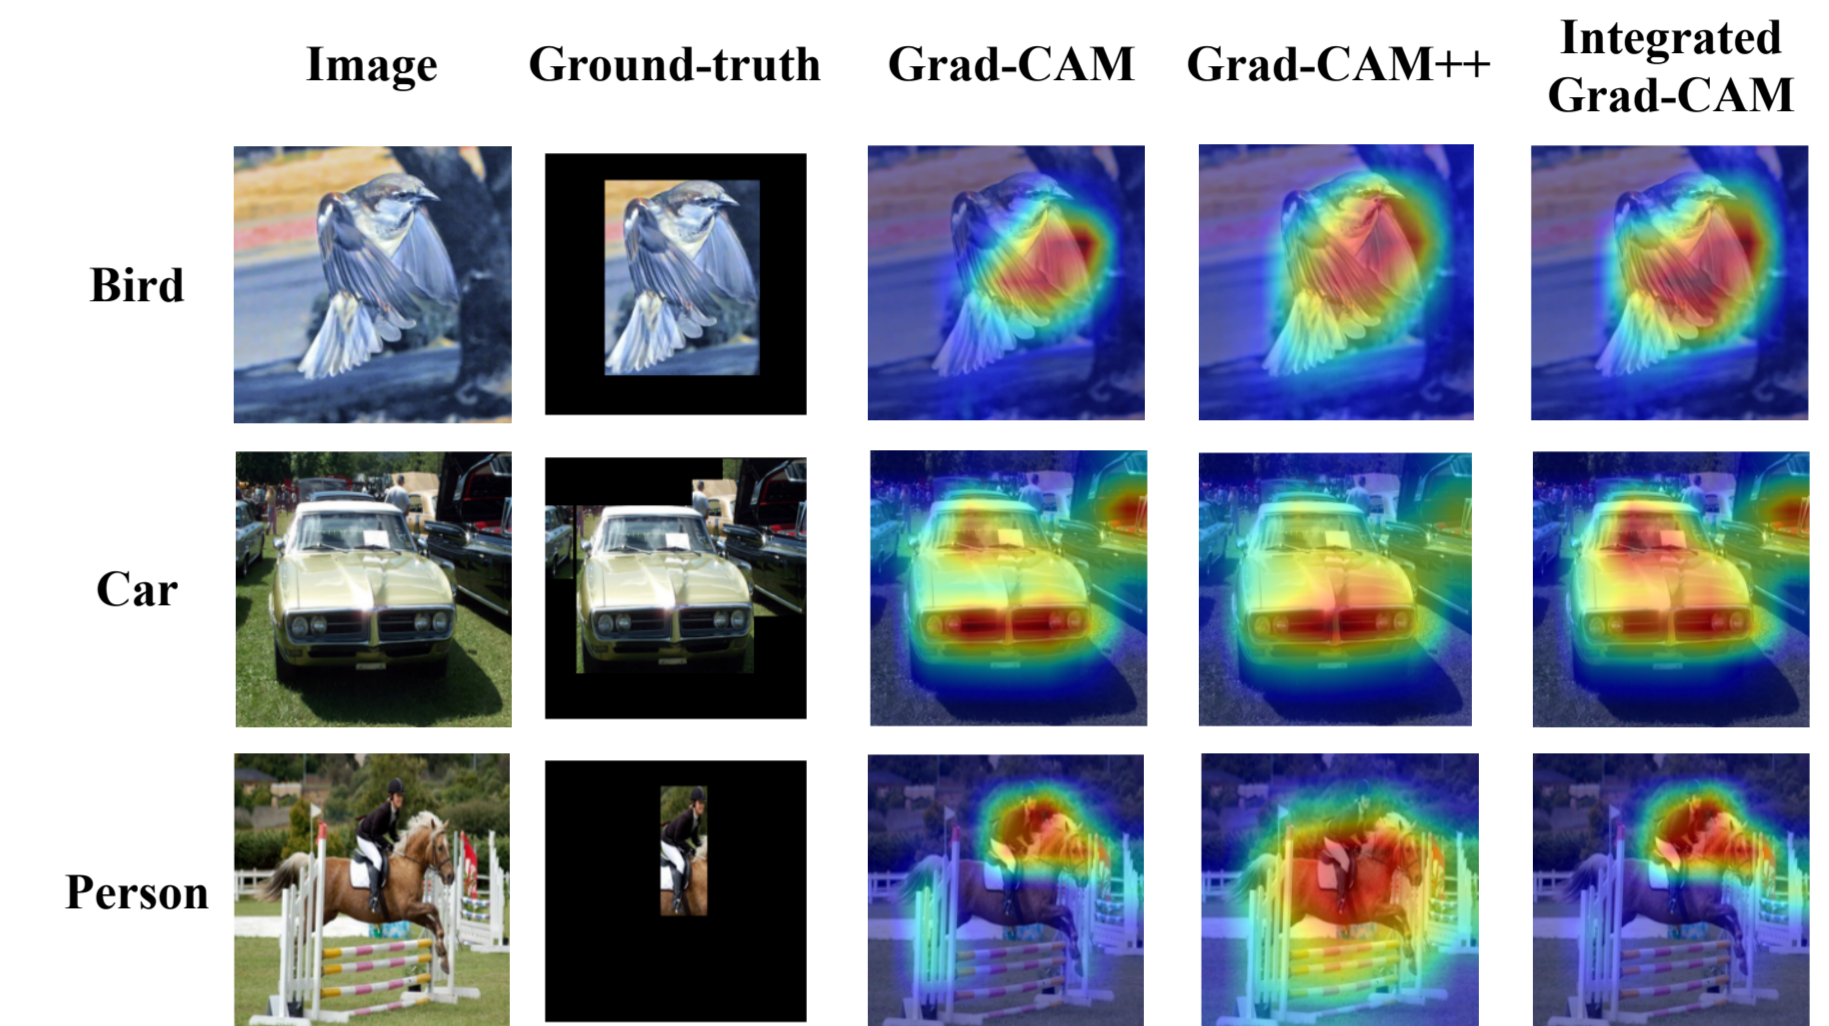 Image
Ground-truth
Grad-CAM
Grad-CAM++
Integrated
Grad-CAM
Bird
Car
Person